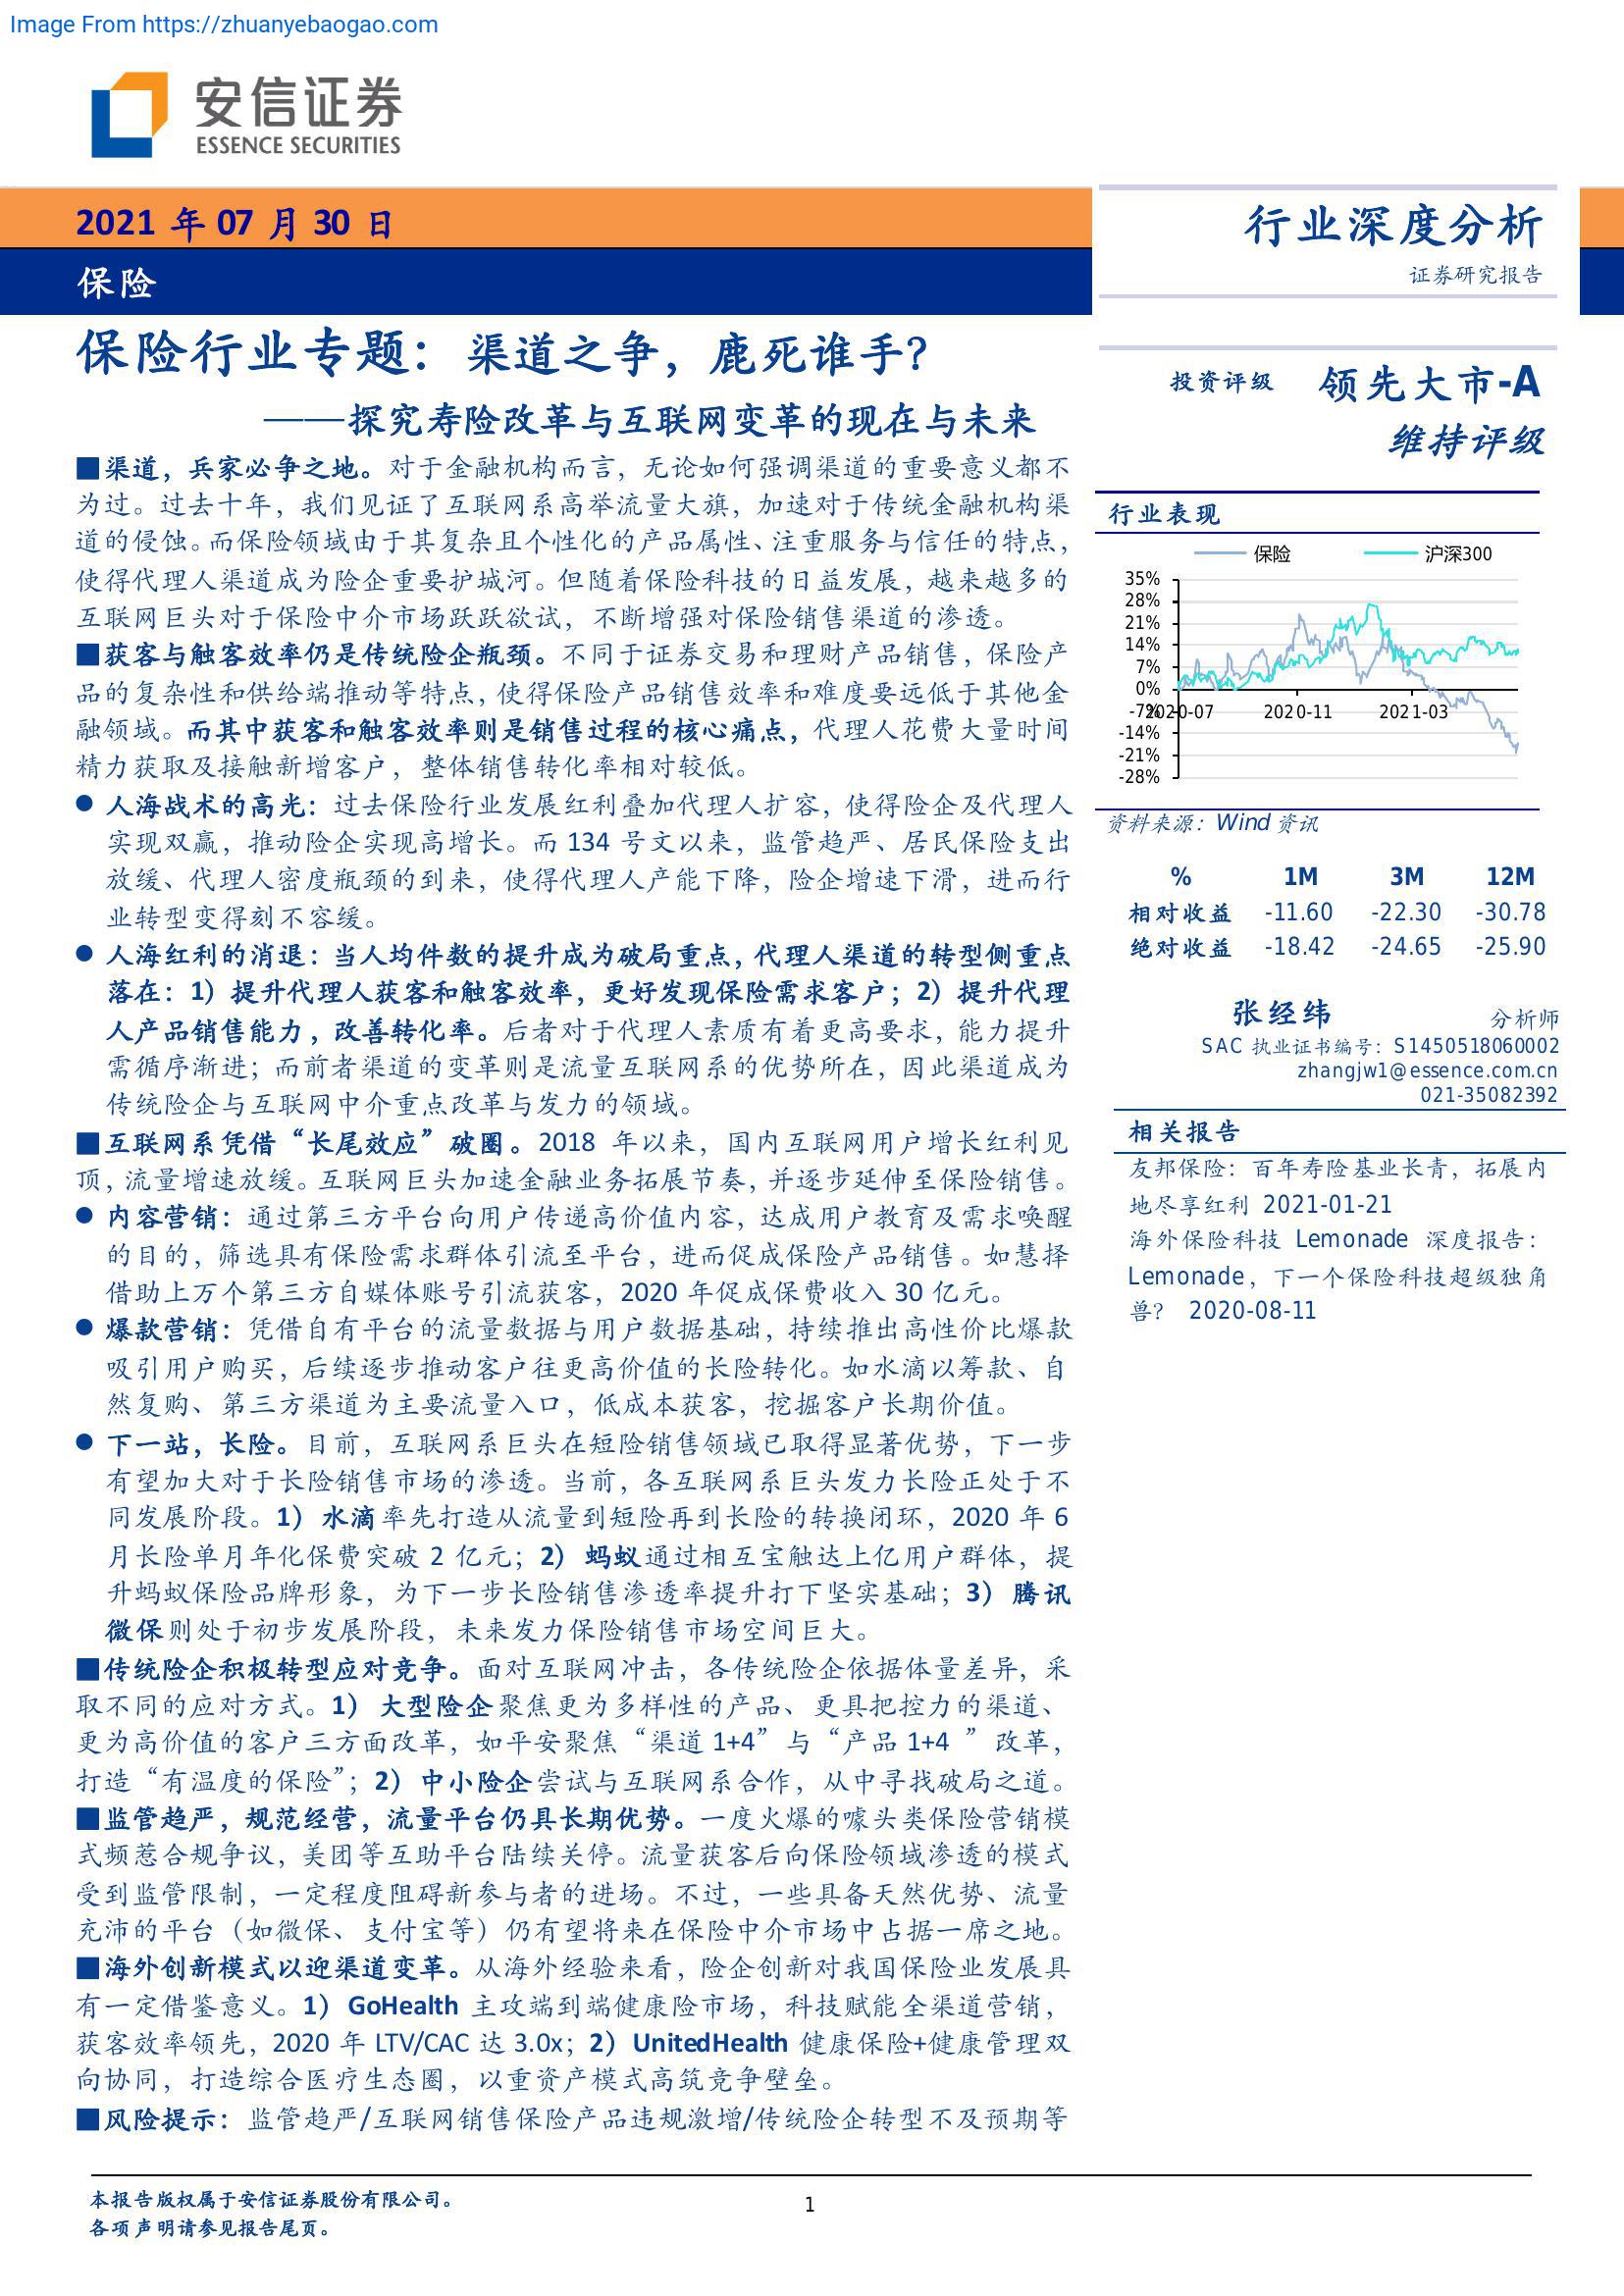 Image From https://zhuanyebaogao.com
安信证券
ESSENCE SECURITIES
2021 年 07 月 30 日
保险
行业深度分析
证券研究报告
保险行业专题：渠道之争，鹿死谁手？
——探究寿险改革与互联网变革的现在与未来
■渠道，兵家必争之地。对于金融机构而言，无论如何强调渠道的重要意义都不
为过。过去十年，我们见证了互联网系高举流量大旗，加速对于传统金融机构渠
道的侵蚀。而保险领域由于其复杂且个性化的产品属性、注重服务与信任的特点，
使得代理人渠道成为险企重要护城河。但随着保险科技的日益发展，越来越多的
互联网巨头对于保险中介市场跃跃欲试，不断增强对保险销售渠道的渗透。
■获客与触客效率仍是传统险企瓶颈。不同于证券交易和理财产品销售，保险产
品的复杂性和供给端推动等特点，使得保险产品销售效率和难度要远低于其他金
融领域。而其中获客和触客效率则是销售过程的核心痛点，代理人花费大量时间
精力获取及接触新增客户，整体销售转化率相对较低。
● 人海战术的高光：过去保险行业发展红利叠加代理人扩容，使得险企及代理人
实现双赢，推动险企实现高增长。而 134 号文以来，监管趋严、居民保险支出
放缓、代理人密度瓶颈的到来，使得代理人产能下降，险企增速下滑，进而行
业转型变得刻不容缓。
● 人海红利的消退：当人均件数的提升成为破局重点，代理人渠道的转型侧重点
落在：1）提升代理人获客和触客效率，更好发现保险需求客户；2）提升代理
人产品销售能力，改善转化率。后者对于代理人素质有着更高要求，能力提升
需循序渐进；而前者渠道的变革则是流量互联网系的优势所在，因此渠道成为
传统险企与互联网中介重点改革与发力的领域。
■互联网系凭借“长尾效应”破圈。2018 年以来，国内互联网用户增长红利见
顶，流量增速放缓。互联网巨头加速金融业务拓展节奏，并逐步延伸至保险销售。
● 内容营销：通过第三方平台向用户传递高价值内容，达成用户教育及需求唤醒
的目的，筛选具有保险需求群体引流至平台，进而促成保险产品销售。如慧择
借助上万个第三方自媒体账号引流获客，2020 年促成保费收入 30 亿元。
● 爆款营销：凭借自有平台的流量数据与用户数据基础，持续推出高性价比爆款
吸引用户购买，后续逐步推动客户往更高价值的长险转化。如水滴以筹款、自
然复购、第三方渠道为主要流量入口，低成本获客，挖掘客户长期价值。
● 下一站，长险。目前，互联网系巨头在短险销售领域已取得显著优势，下一步
有望加大对于长险销售市场的渗透。当前，各互联网系巨头发力长险正处于不
同发展阶段。1）水滴率先打造从流量到短险再到长险的转换闭环，2020 年 6
月长险单月年化保费突破 2 亿元；2）蚂蚁通过相互宝触达上亿用户群体，提
升蚂蚁保险品牌形象，为下一步长险销售渗透率提升打下坚实基础；3）腾讯
微保则处于初步发展阶段，未来发力保险销售市场空间巨大。
■传统险企积极转型应对竞争。面对互联网冲击，各传统险企依据体量差异，采
取不同的应对方式。1）大型险企聚焦更为多样性的产品、更具把控力的渠道、
更为高价值的客户三方面改革，如平安聚焦“渠道 1+4”与“产品 1+4 ”改革，
打造“有温度的保险”；2）中小险企尝试与互联网系合作，从中寻找破局之道。
■监管趋严，规范经营，流量平台仍具长期优势。一度火爆的噱头类保险营销模
式频惹合规争议，美团等互助平台陆续关停。流量获客后向保险领域渗透的模式
受到监管限制，一定程度阻碍新参与者的进场。不过，一些具备天然优势、流量
充沛的平台（如微保、支付宝等）仍有望将来在保险中介市场中占据一席之地。
■海外创新模式以迎渠道变革。从海外经验来看，险企创新对我国保险业发展具
有一定借鉴意义。1）GoHealth 主攻端到端健康险市场，科技赋能全渠道营销，
获客效率领先，2020 年 LTV/CAC 达 3.0x；2）UnitedHealth 健康保险+健康管理双
向协同，打造综合医疗生态圈，以重资产模式高筑竞争壁垒。
■风险提示：监管趋严/互联网销售保险产品违规激增/传统险企转型不及预期等
投资评级 领先大市-A
维持评级
行业表现
保险 沪深300
35%
28%
21%
14%
7%
0%
-7%
-14%
-21%
-28%
2020-07 2020-11 2021-03
资料来源：Wind 资讯
% 1M 3M 12M
相对收益 -11.60 -22.30 -30.78
绝对收益 -18.42 -24.65 -25.90
张经纬 分析师
SAC 执业证书编号：S1450518060002
zhangjw1@essence.com.cn
021-35082392
相关报告
友邦保险：百年寿险基业长青，拓展内
地尽享红利 2021-01-21
海外保险科技 Lemonade 深度报告：
Lemonade，下一个保险科技超级独角
兽？ 2020-08-11
本报告版权属于安信证券股份有限公司。
各项声明请参见报告尾页。
1